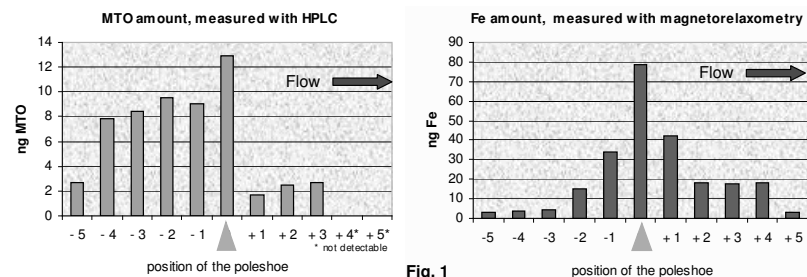 MTO amount, measured with HPLC
14
12
10
8
6
4
2
0
ng MTO
Flow
- 5 - 4 - 3 - 2 - 1 + 1 + 2 + 3 + 4* + 5*
* not detectable
position of the poleshoe
Fe amount, measured with magnetorelaxometry
90
80
70
60
50
40
30
20
10
0
ng Fe
Flow
-5 -4 -3 -2 -1 + 1 + 2 + 3 + 4 + 5
position of the poleshoe
Fig. 1